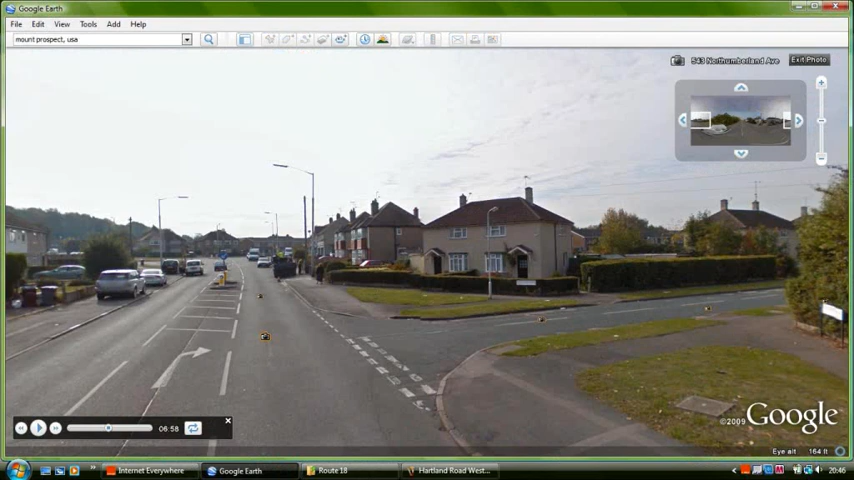 Google Earth
File Edit View Tools Add Help
mount prospect, usa
543 Northumberland Ave
Exit Photo
06:58
©2009 Google
Eye alt 164 ft
Internet Everywhere
Google Earth
Route 18
Hartland Road West...
20:46